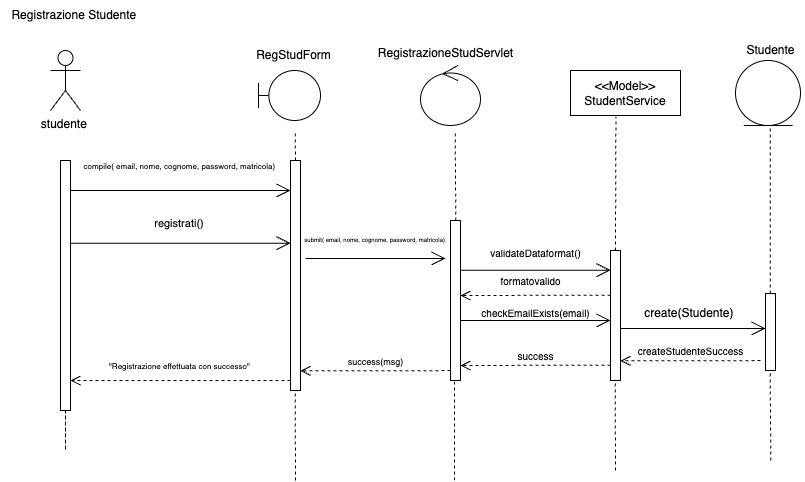 Registrazione Studente
studente
RegStudForm
RegistrazioneStudServlet
<<Model>>
StudentService
Studente
compile( email, nome, cognome, password, matricola)
registrati()
submit( email, nome, cognome, password, matricola)
validateDataformat()
formatovalido
checkEmailExists(email)
create(Studente)
createStudenteSuccess
success
success(msg)
"Registrazione effettuata con successo"